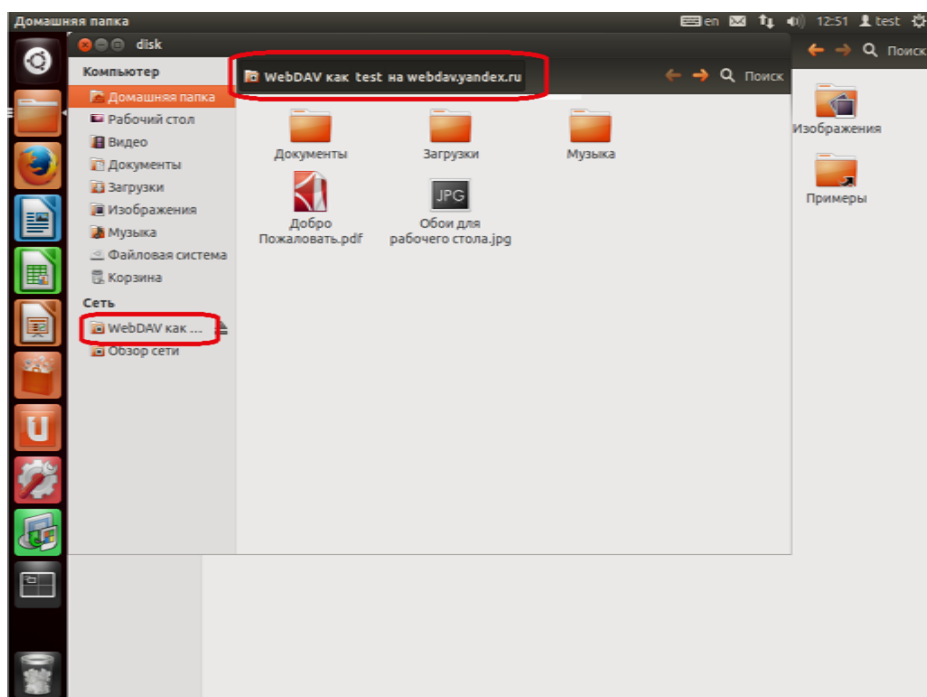 Домашняя папка
en
12:51
test
disk
Поиск
Компьютер
WebDAV как test на webdav.yandex.ru
Поиск
Домашняя папка
Рабочий стол
Видео
Документы
Загрузки
Изображения
Музыка
Файловая система
Корзина
Сеть
WebDAV как ...
Обзор сети
Документы
Загрузки
Музыка
JPG
Добро
Пожаловать.pdf
Обои для
рабочего стола.jpg
Изображения
Примеры